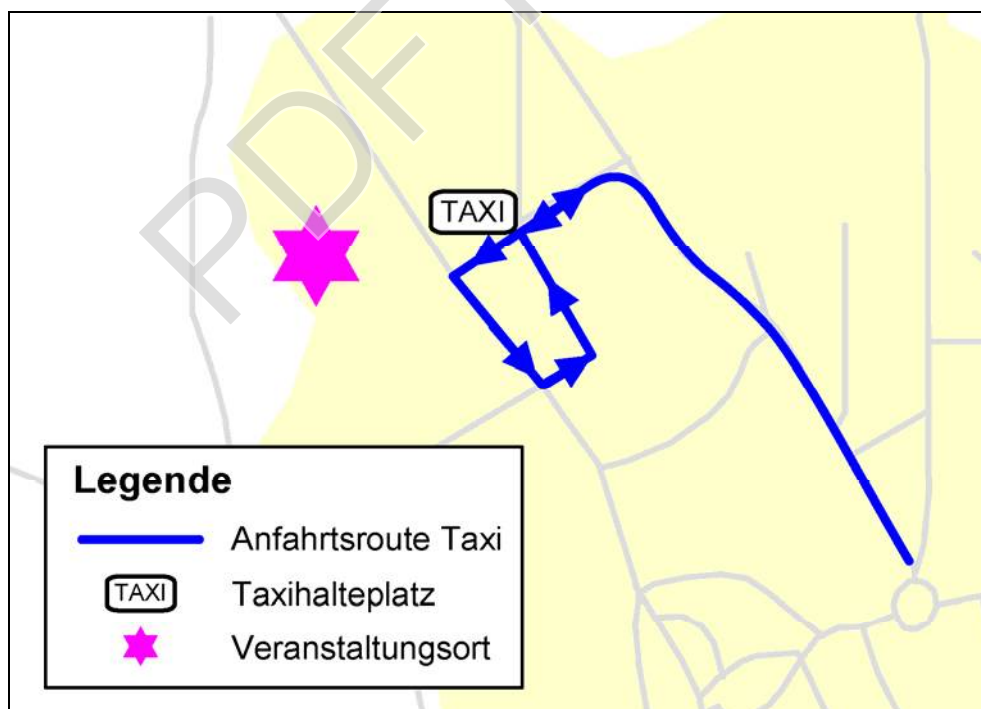 PDF
TAXI
Legende
Anfahrtsroute Taxi
TAXI
Taxihalteplatz
Veranstaltungsort